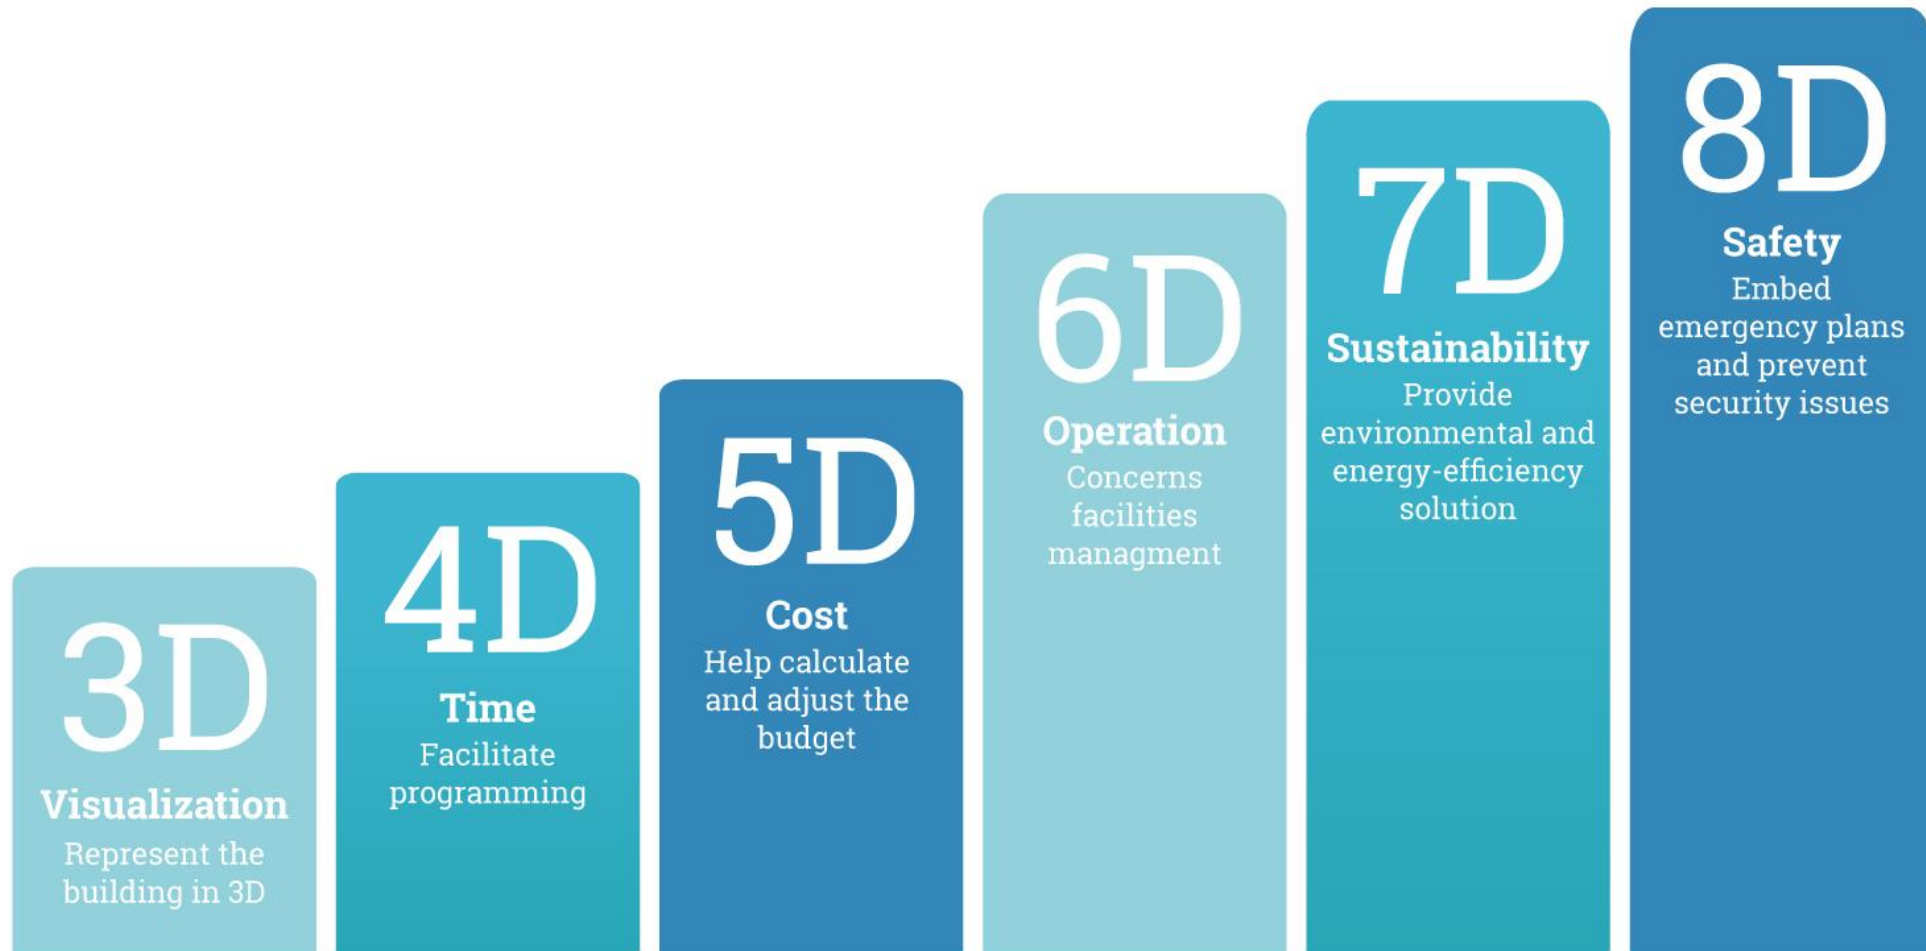 3D
Visualization
Represent the
building in 3D
4D
Time
Facilitate
programming
5D
Cost
Help calculate
and adjust the
budget
6D
Operation
Concerns
facilities
managment
7D
Sustainability
Provide
environmental and
energy-efficiency
solution
8D
Safety
Embed
emergency plans
and prevent
security issues